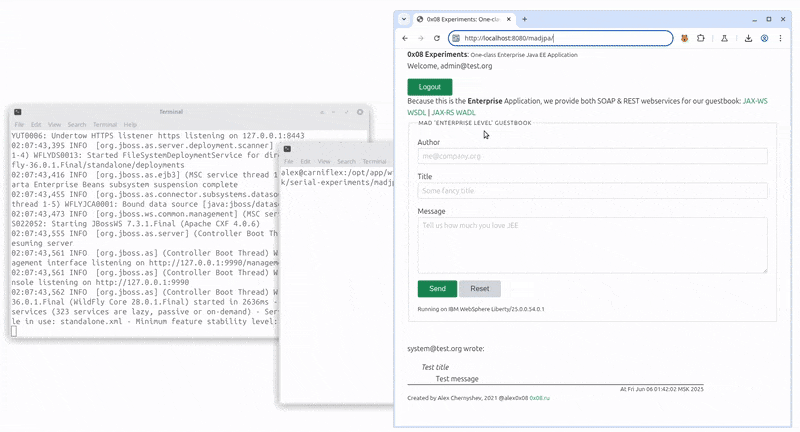 Terminal
File Edit View Search Terminal Help
YUT0006: Undertow HTTPS listener https listening on 127.0.0.1:8443
02:07:43,395 INFO [org.jboss.as.server.deployment.scanner]
1-4) WFLYDS0013: Started FileSystemDeploymentService for dir
fly-36.0.1.Final/standalone/deployments
02:07:43,416 INFO [org.jboss.as.ejb3] (MSC service thread 1
arta Enterprise Beans subsystem suspension complete
02:07:43,455 INFO [org.jboss.as.connector.subsystems.dataso
thread 1-5) WFLYJCA0001: Bound data source [java:jboss/datas
02:07:43,473 INFO [org.jboss.ws.common.management] (MSC ser
S022052: Starting JBossWS 7.3.1.Final (Apache CXF 4.0.6)
02:07:43,555 INFO [org.jboss.as.server] (Controller Boot Th
esuming server
02:07:43,561 INFO [org.jboss.as] (Controller Boot Thread) W
agement interface listening on http://127.0.0.1:9990/manageme
02:07:43,561 INFO [org.jboss.as] (Controller Boot Thread) W
nsole listening on http://127.0.0.1:9990
02:07:43,562 INFO [org.jboss.as] (Controller Boot Thread) W
36.0.1.Final (WildFly Core 28.0.1.Final) started in 2636ms -
services (323 services are lazy, passive or on-demand) - Serv
le in use: standalone.xml - Minimum feature stability level:
File Edit View Search Terminal
alex@carniflex:/opt/app/w
k/serial-experiments/madjp
0x08 Experiments: One-class
http://localhost:8080/madjpa/
0x08 Experiments: One-class Enterprise Java EE Application
Welcome, admin@test.org
Logout
Because this is the Enterprise Application, we provide both SOAP & REST webservices for our guestbook: JAX-WS
WSDL | JAX-RS WADL
MAD 'ENTERPRISE LEVEL' GUESTBOOK
Author
me@company.org
Title
Some fancy title
Message
Tell us how much you love JEE
Send Reset
Running on IBM WebSphere Liberty/25.0.0.54.0.1
system@test.org wrote:
Test title
Test message
At Fri Jun 06 01:42:02 MSK 2025
Created by Alex Chernyshev, 2021 @alex0x08 0x08.ru